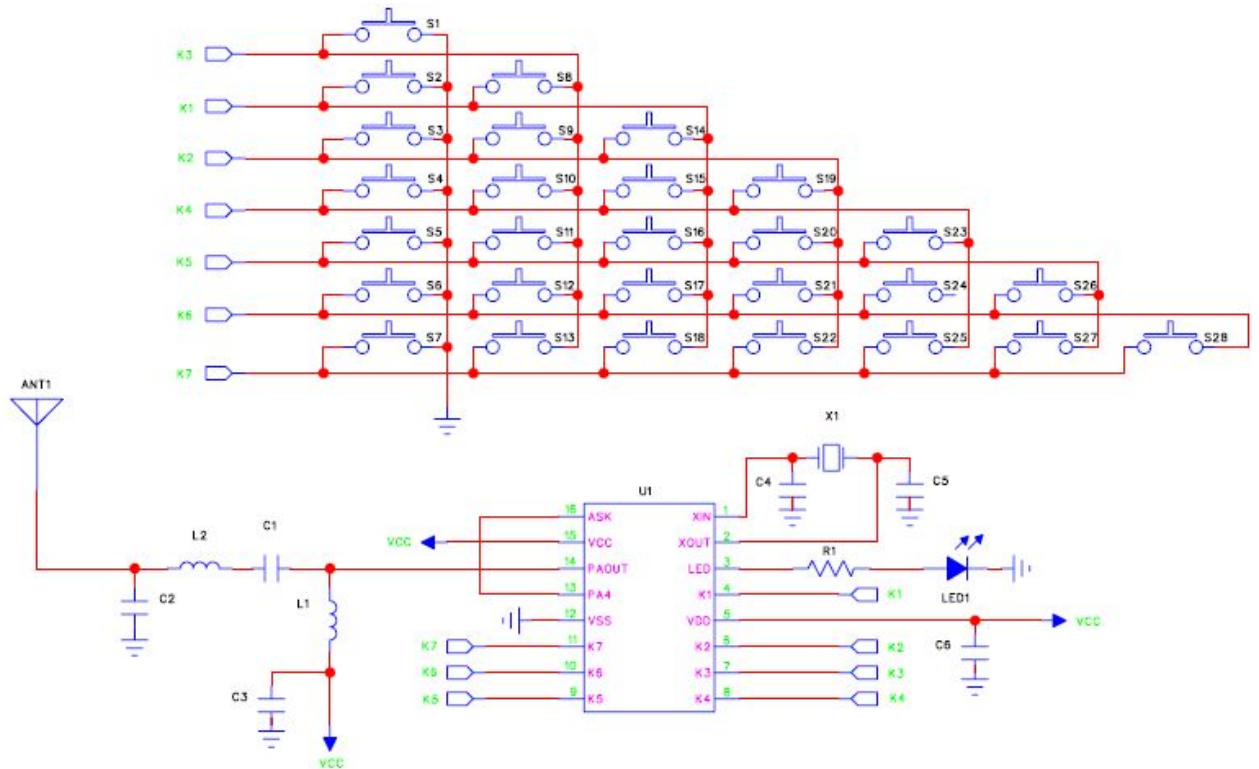 S1
K3
S2 S8
K1
S3 S9 S14
K2
S4 S10 S15 S19
K4
S5 S11 S16 S20 S23
K5
S6 S12 S17 S21 S24 S26
K6
S7 S13 S18 S22 S25 S27 S28
K7
ANT1
X1
C4 C5
U1
16 ASK XIN 1
VCC 15 VCC XOUT 2
L2 C1 R1
14 PAOUT LED 3
LED1
C2 L1 13 PA4 K1 4 K1
12 VSS VDD 5 VCC
K7 11 K7 K2 6 K2
C6
K6 10 K6 K3 7 K3
C3 K5 9 K5 K4 8 K4
VCC